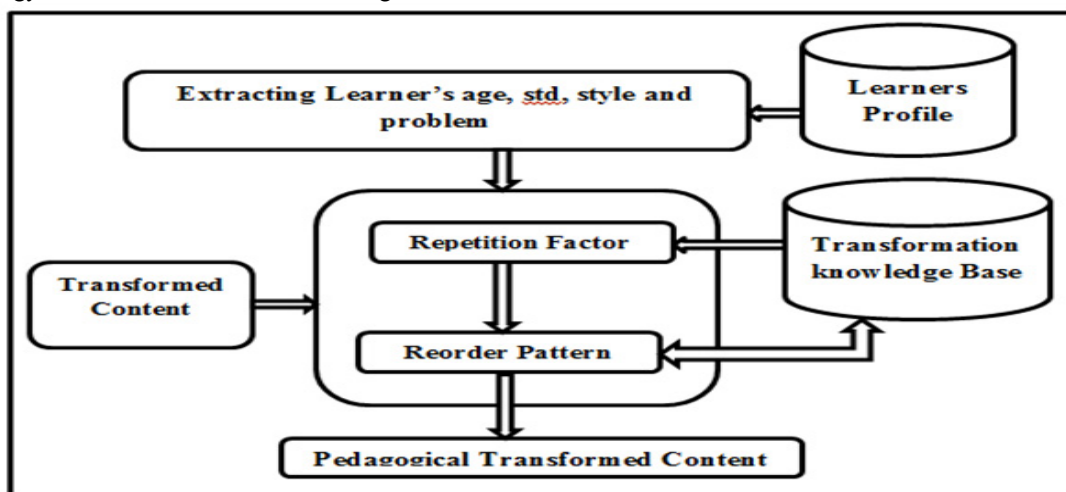 Extracting Learner's age, std, style and
problem
Learners
Profile
Repetition Factor
Transformation
knowledge Base
Transformed
Content
Reorder Pattern
Pedagogical Transformed Content